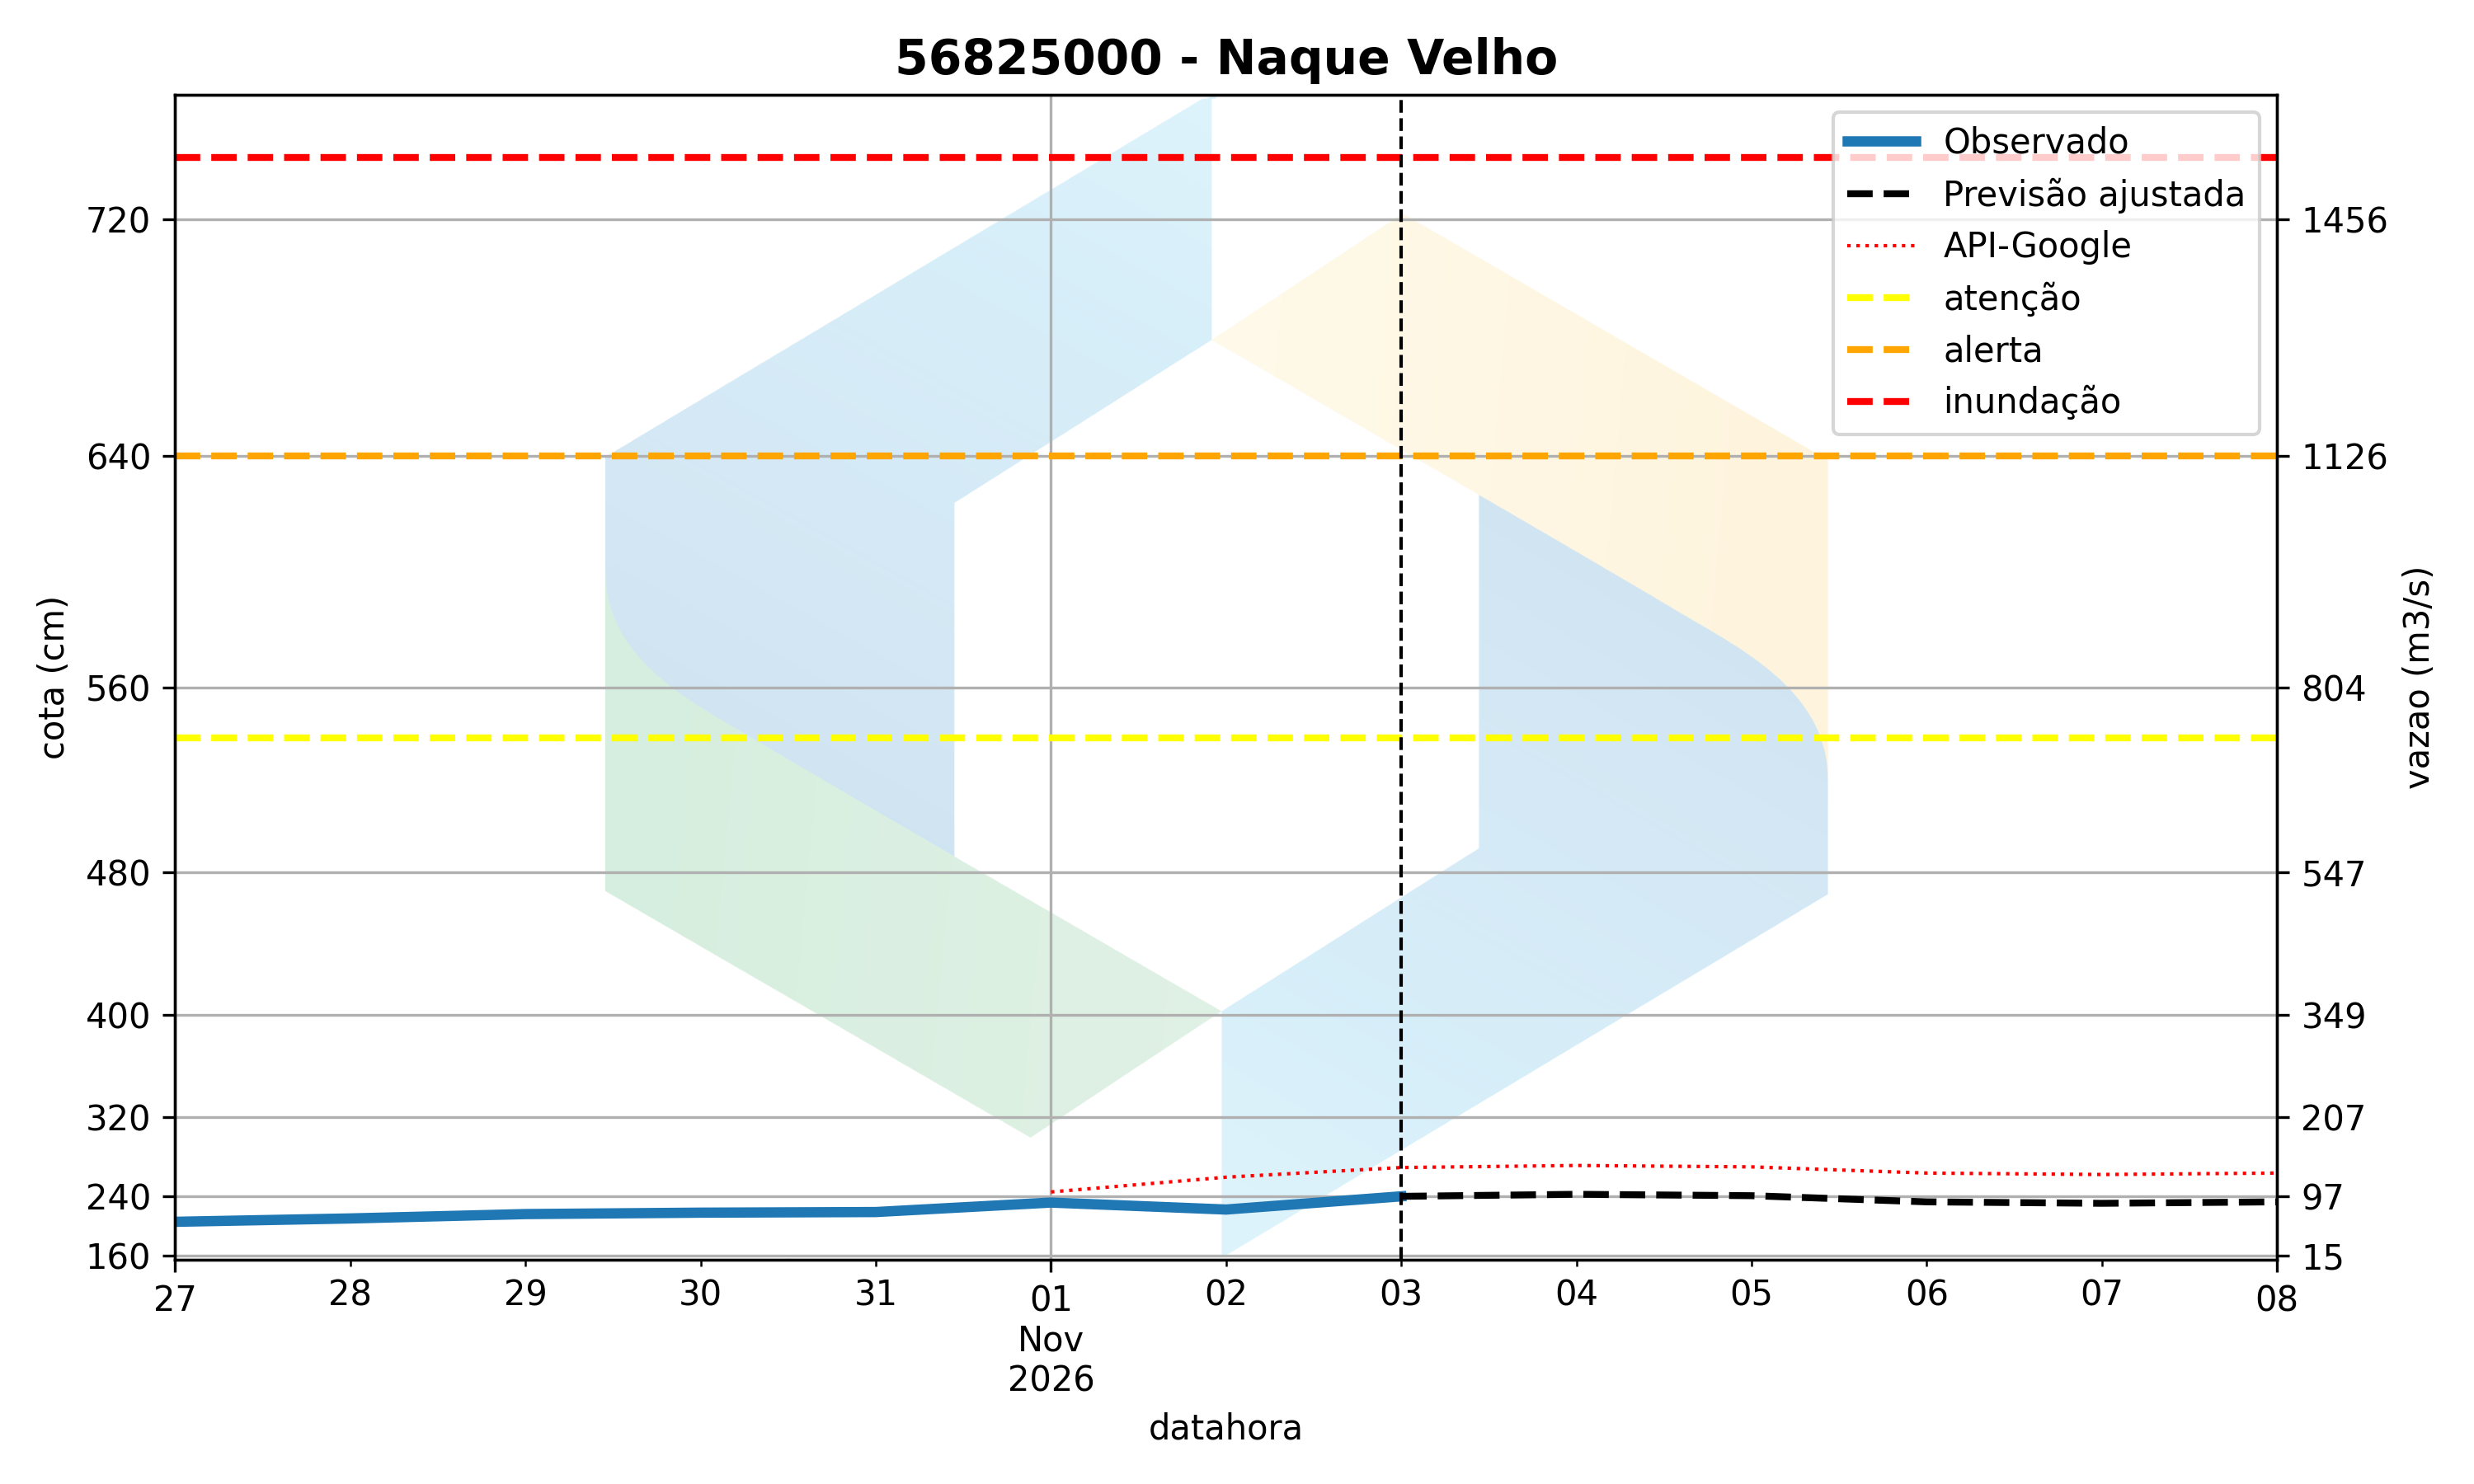 56825000 - Naque Velho
Observado
Previsão ajustada
API-Google
atenção
alerta
inundação
720
640
560
480
400
320
240
160
cota (cm)
1456
1126
804
547
349
207
97
15
vazao (m3/s)
27 28 29 30 31 01 02 03 04 05 06 07 08
Nov
2026
datahora